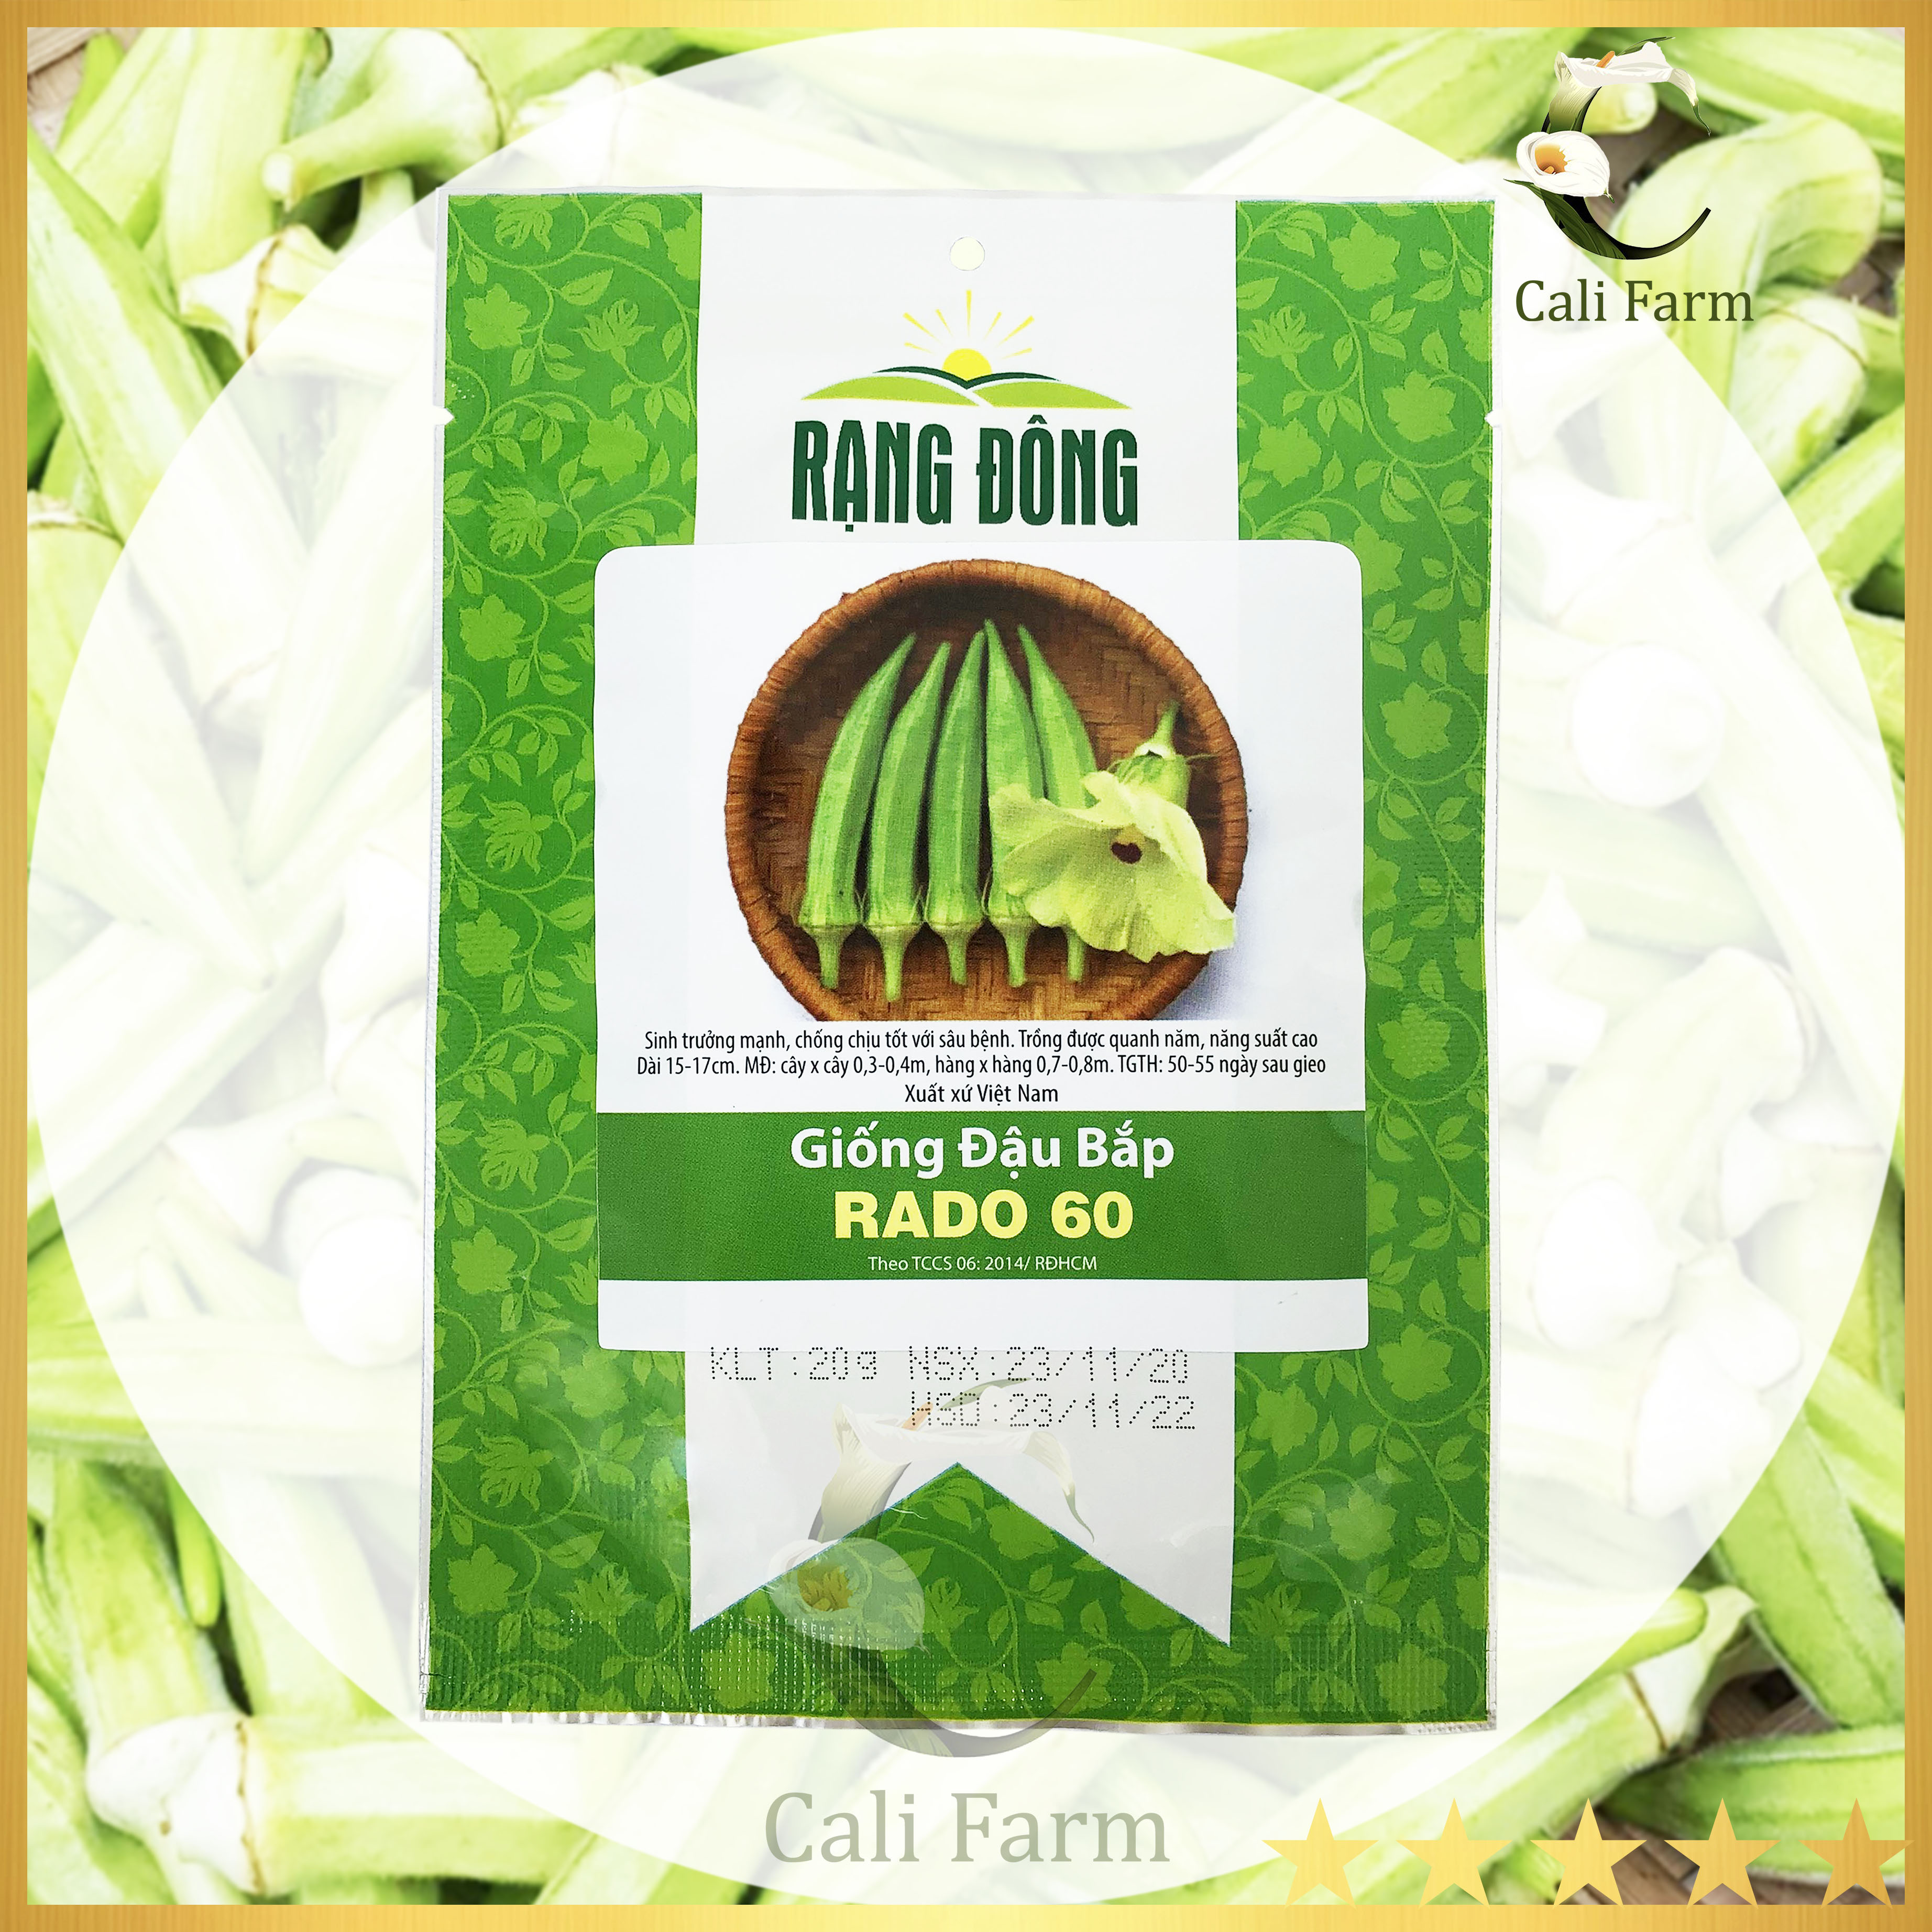 Cali Farm
RẠNG ĐÔNG
Sinh trưởng mạnh, chống chịu tốt với sâu bệnh. Trồng được quanh năm, năng suất cao
Dài 15-17cm. MĐ: cây x cây 0,3-0,4m, hàng x hàng 0,7-0,8m. TGTH: 50-55 ngày sau gieo
Xuất xứ Việt Nam
Giống Đậu Bắp
RADO 60
Theo TCCS 06: 2014/ RĐHCM
KLT:20g NSX:23/11/20
HSD:23/11/22
Cali Farm